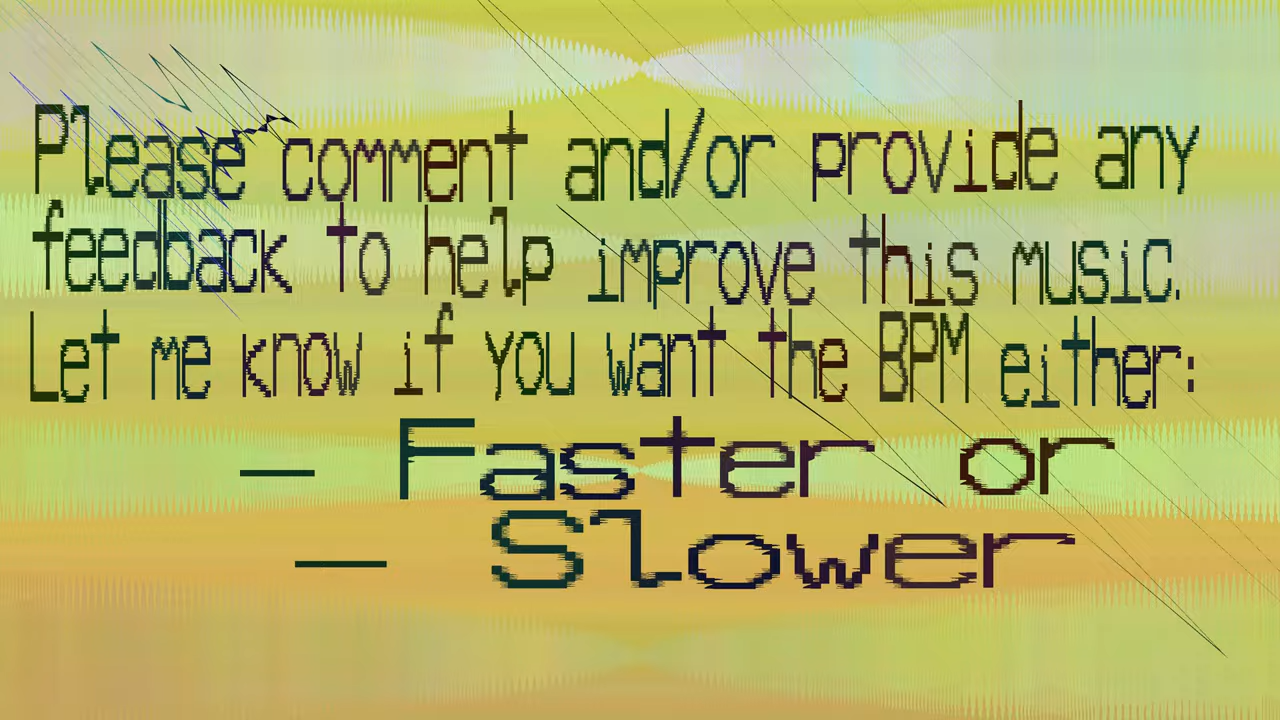 Please comment and/or provide any
feedback to help improve this music.
Let me know if you want the BPM either:
- Faster or
- Slower